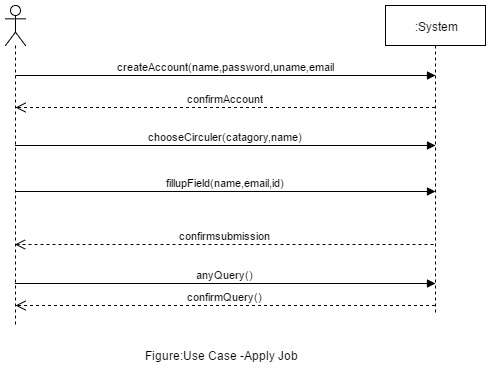 :System
createAccount(name,password,uname,email
confirmAccount
chooseCirculer(catagory,name)
fillupField(name,email,id)
confirmsubmission
anyQuery()
confirmQuery()
Figure:Use Case -Apply Job